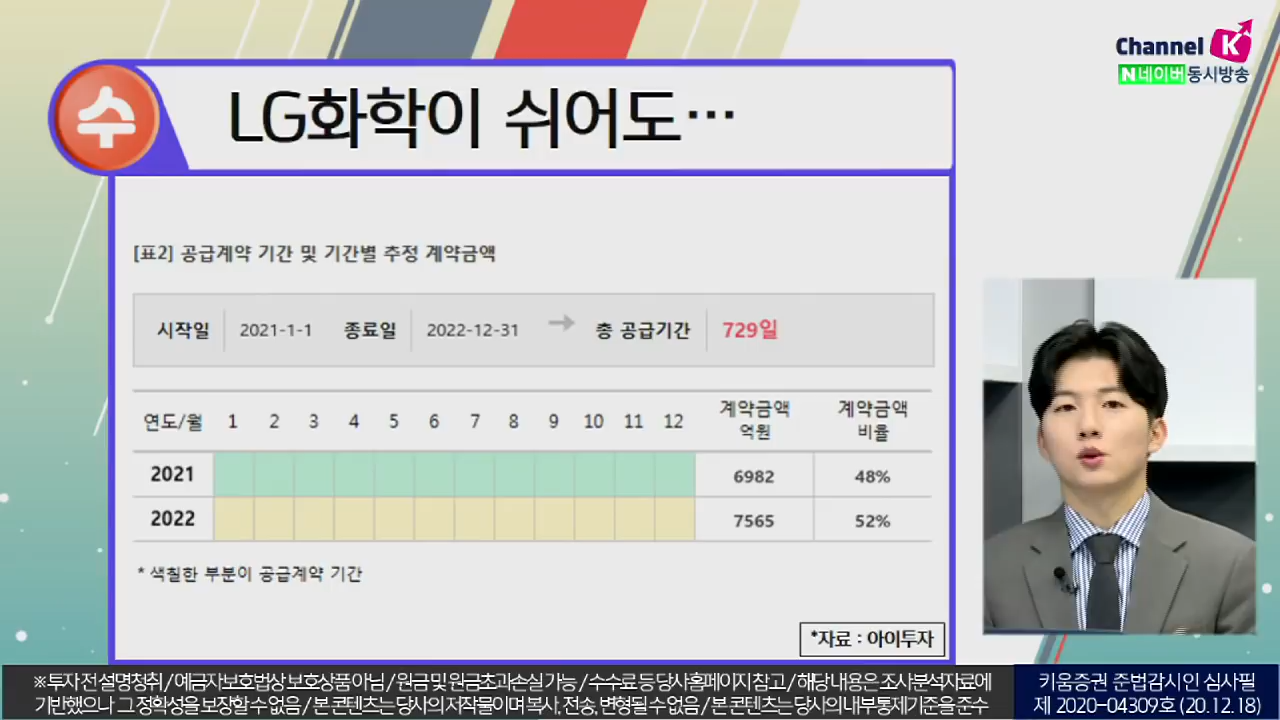 Channel K
N 네이버 동시방송
수
LG화학이 쉬어도…
[표2] 공급계약 기간 및 기간별 추정 계약금액
시작일 2021-1-1 종료일 2022-12-31 → 총 공급기간 729일
연도/월 1 2 3 4 5 6 7 8 9 10 11 12 계약금액 억원 계약금액 비율
2021 6982 48%
2022 7565 52%
* 색칠한 부분이 공급계약 기간
*자료 : 아이투자
※ 투자 전 설명청취 / 예금자보호법상 보호상품 아님 / 원금 및 원금초과손실 가능 / 수수료 등 당사홈페이지 참고 / 해당 내용은 조사분석자료에
기반했으나 그 정확성을 보장할 수 없음 / 본 콘텐츠는 당사의 저작물이며 복사, 전송, 변형될 수 없음 / 본 콘텐츠는 당사의 내부통제기준을 준수
키움증권 준법감시인 심사필
제 2020-04309호 (20.12.18)